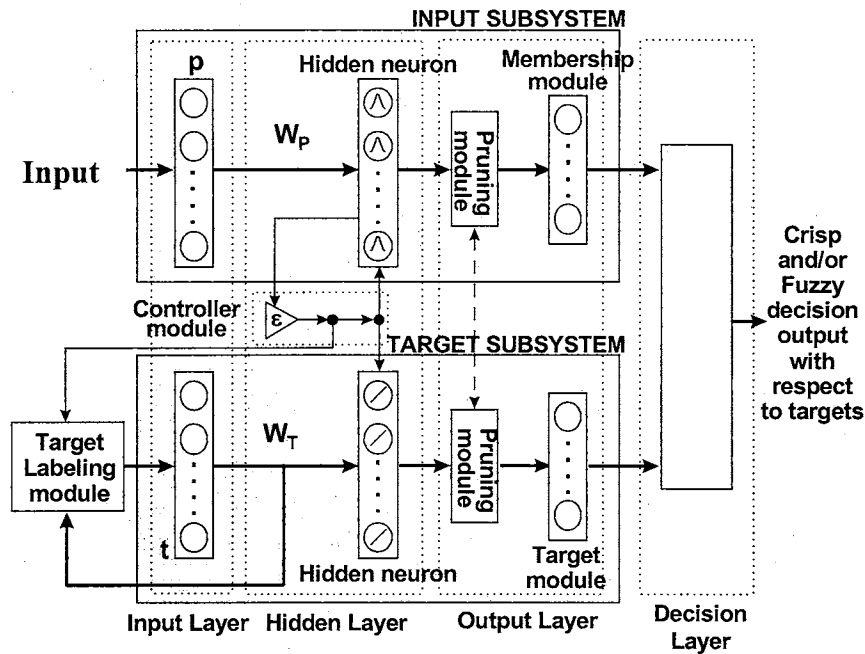 INPUT SUBSYSTEM
p
Hidden neuron
Membership
module
W_P
Pruning
module
Input
Controller
module
ε
TARGET SUBSYSTEM
Crisp
and/or
Fuzzy
decision
output
with
respect
to targets
Target
Labeling
module
W_T
Pruning
module
t
Hidden neuron
Target
module
Input Layer
Hidden Layer
Output Layer
Decision
Layer